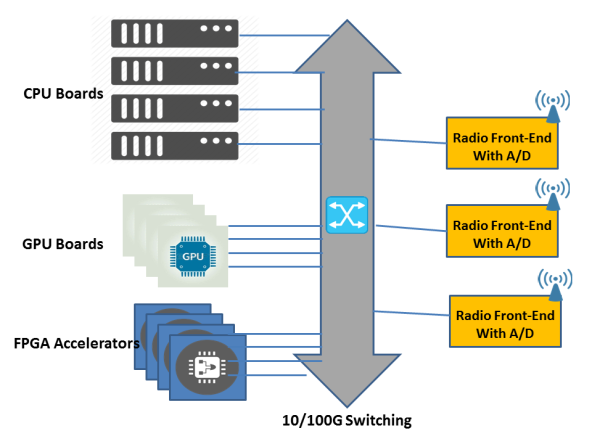 CPU Boards
Radio Front-End
With A/D
GPU Boards
GPU
Radio Front-End
With A/D
FPGA Accelerators
Radio Front-End
With A/D
10/100G Switching